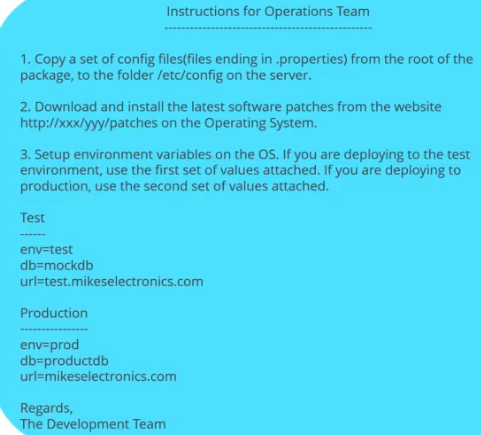 Instructions for Operations Team
--------------------------------------------------
1. Copy a set of config files(files ending in .properties) from the root of the
package, to the folder /etc/config on the server.
2. Download and install the latest software patches from the website
http://xxx/yyy/patches on the Operating System.
3. Setup environment variables on the OS. If you are deploying to the test
environment, use the first set of values attached. If you are deploying to
production, use the second set of values attached.
Test
------
env=test
db=mockdb
url=test.mikeselectronics.com
Production
----------------
env=prod
db=productdb
url=mikeselectronics.com
Regards,
The Development Team